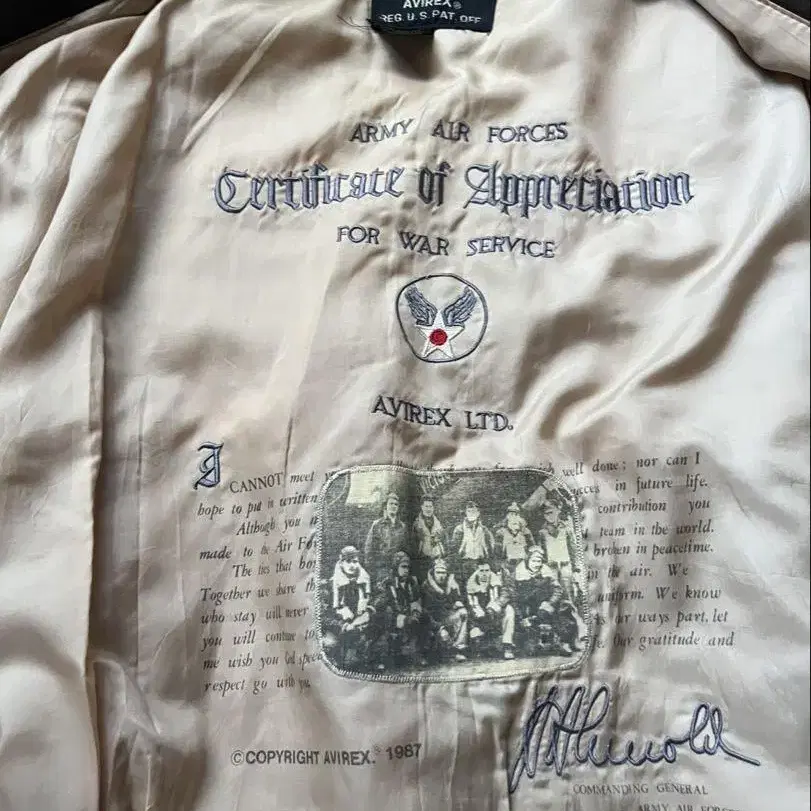 AVIREX®
REG. U.S. PAT. OFF.
ARMY AIR FORCES
Certificate of Appreciation
FOR WAR SERVICE
AVIREX LTD.
I CANNOT meet well done; nor can I
hope to put in written in future life.
Although you contribution you
made to the Air team in the world.
The ties that broken in peacetime.
Together we share in the air. We
who stay will never uniform. We know
you will continue to our ways part, let
me wish you God Our gratitude and
respect go with you
©COPYRIGHT AVIREX.® 1987
H H Arnold
COMMANDING GENERAL
ARMY AIR FORCES